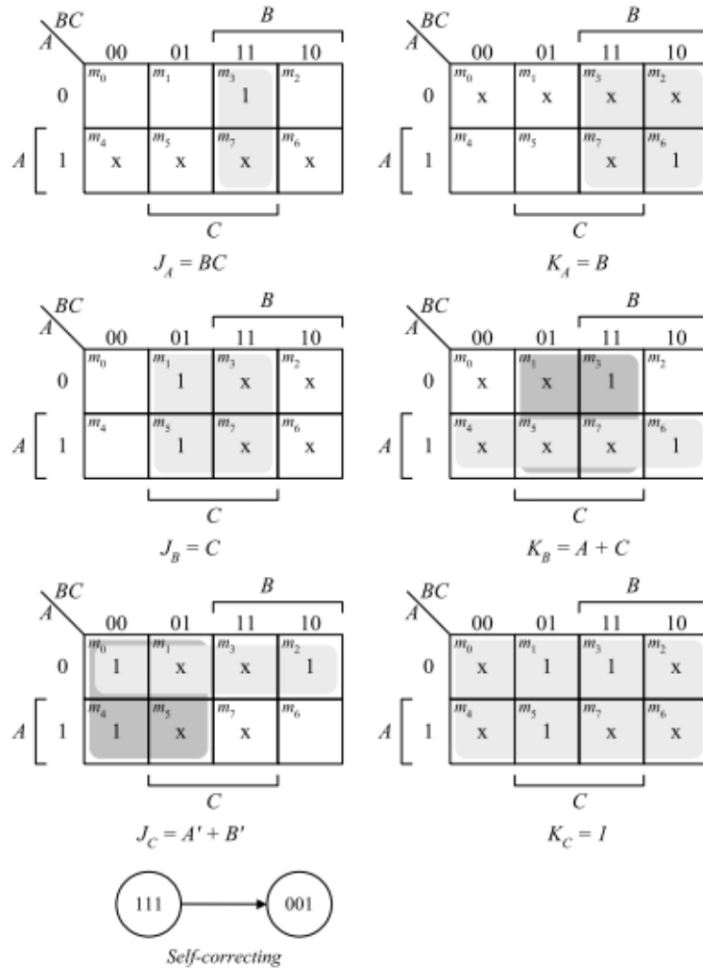 BC B BC B
A 00 01 11 10 A 00 01 11 10
0 m0 m1 m3 1 m2 0 m0 x m1 x m3 x m2 x
A 1 m4 x m5 x m7 x m6 x A 1 m4 m5 m7 x m6 1
C C
J_A = BC K_A = B
BC B BC B
A 00 01 11 10 A 00 01 11 10
0 m0 m1 1 m3 x m2 x 0 m0 x m1 x m3 1 m2
A 1 m4 m5 1 m7 x m6 x A 1 m4 x m5 x m7 x m6 1
C C
J_B = C K_B = A + C
BC B BC B
A 00 01 11 10 A 00 01 11 10
0 m0 1 m1 x m3 x m2 1 0 m0 x m1 1 m3 1 m2 x
A 1 m4 1 m5 x m7 x m6 A 1 m4 x m5 1 m7 x m6 x
C C
J_C = A' + B' K_C = 1
111 001
Self-correcting